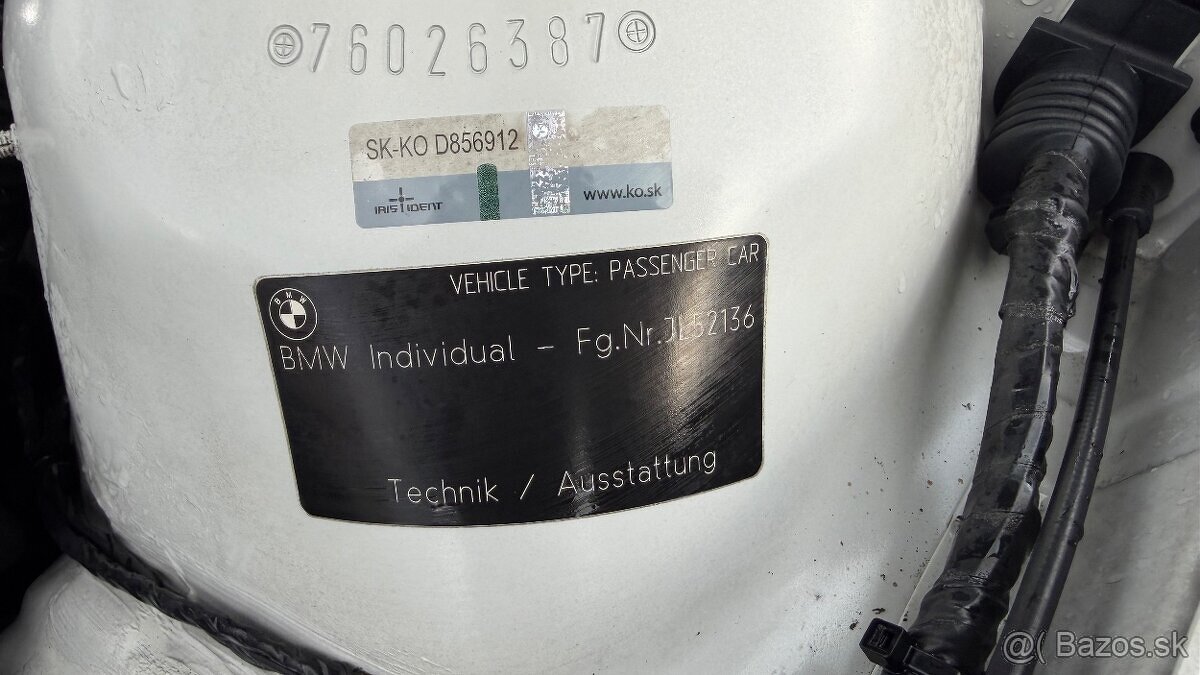 76026387
SK-KO D856912
IRIS IDENT
www.ko.sk
VEHICLE TYPE: PASSENGER CAR
BMW
BMW Individual - Fg.Nr.JL52136
Technik / Ausstattung
@( Bazos.sk